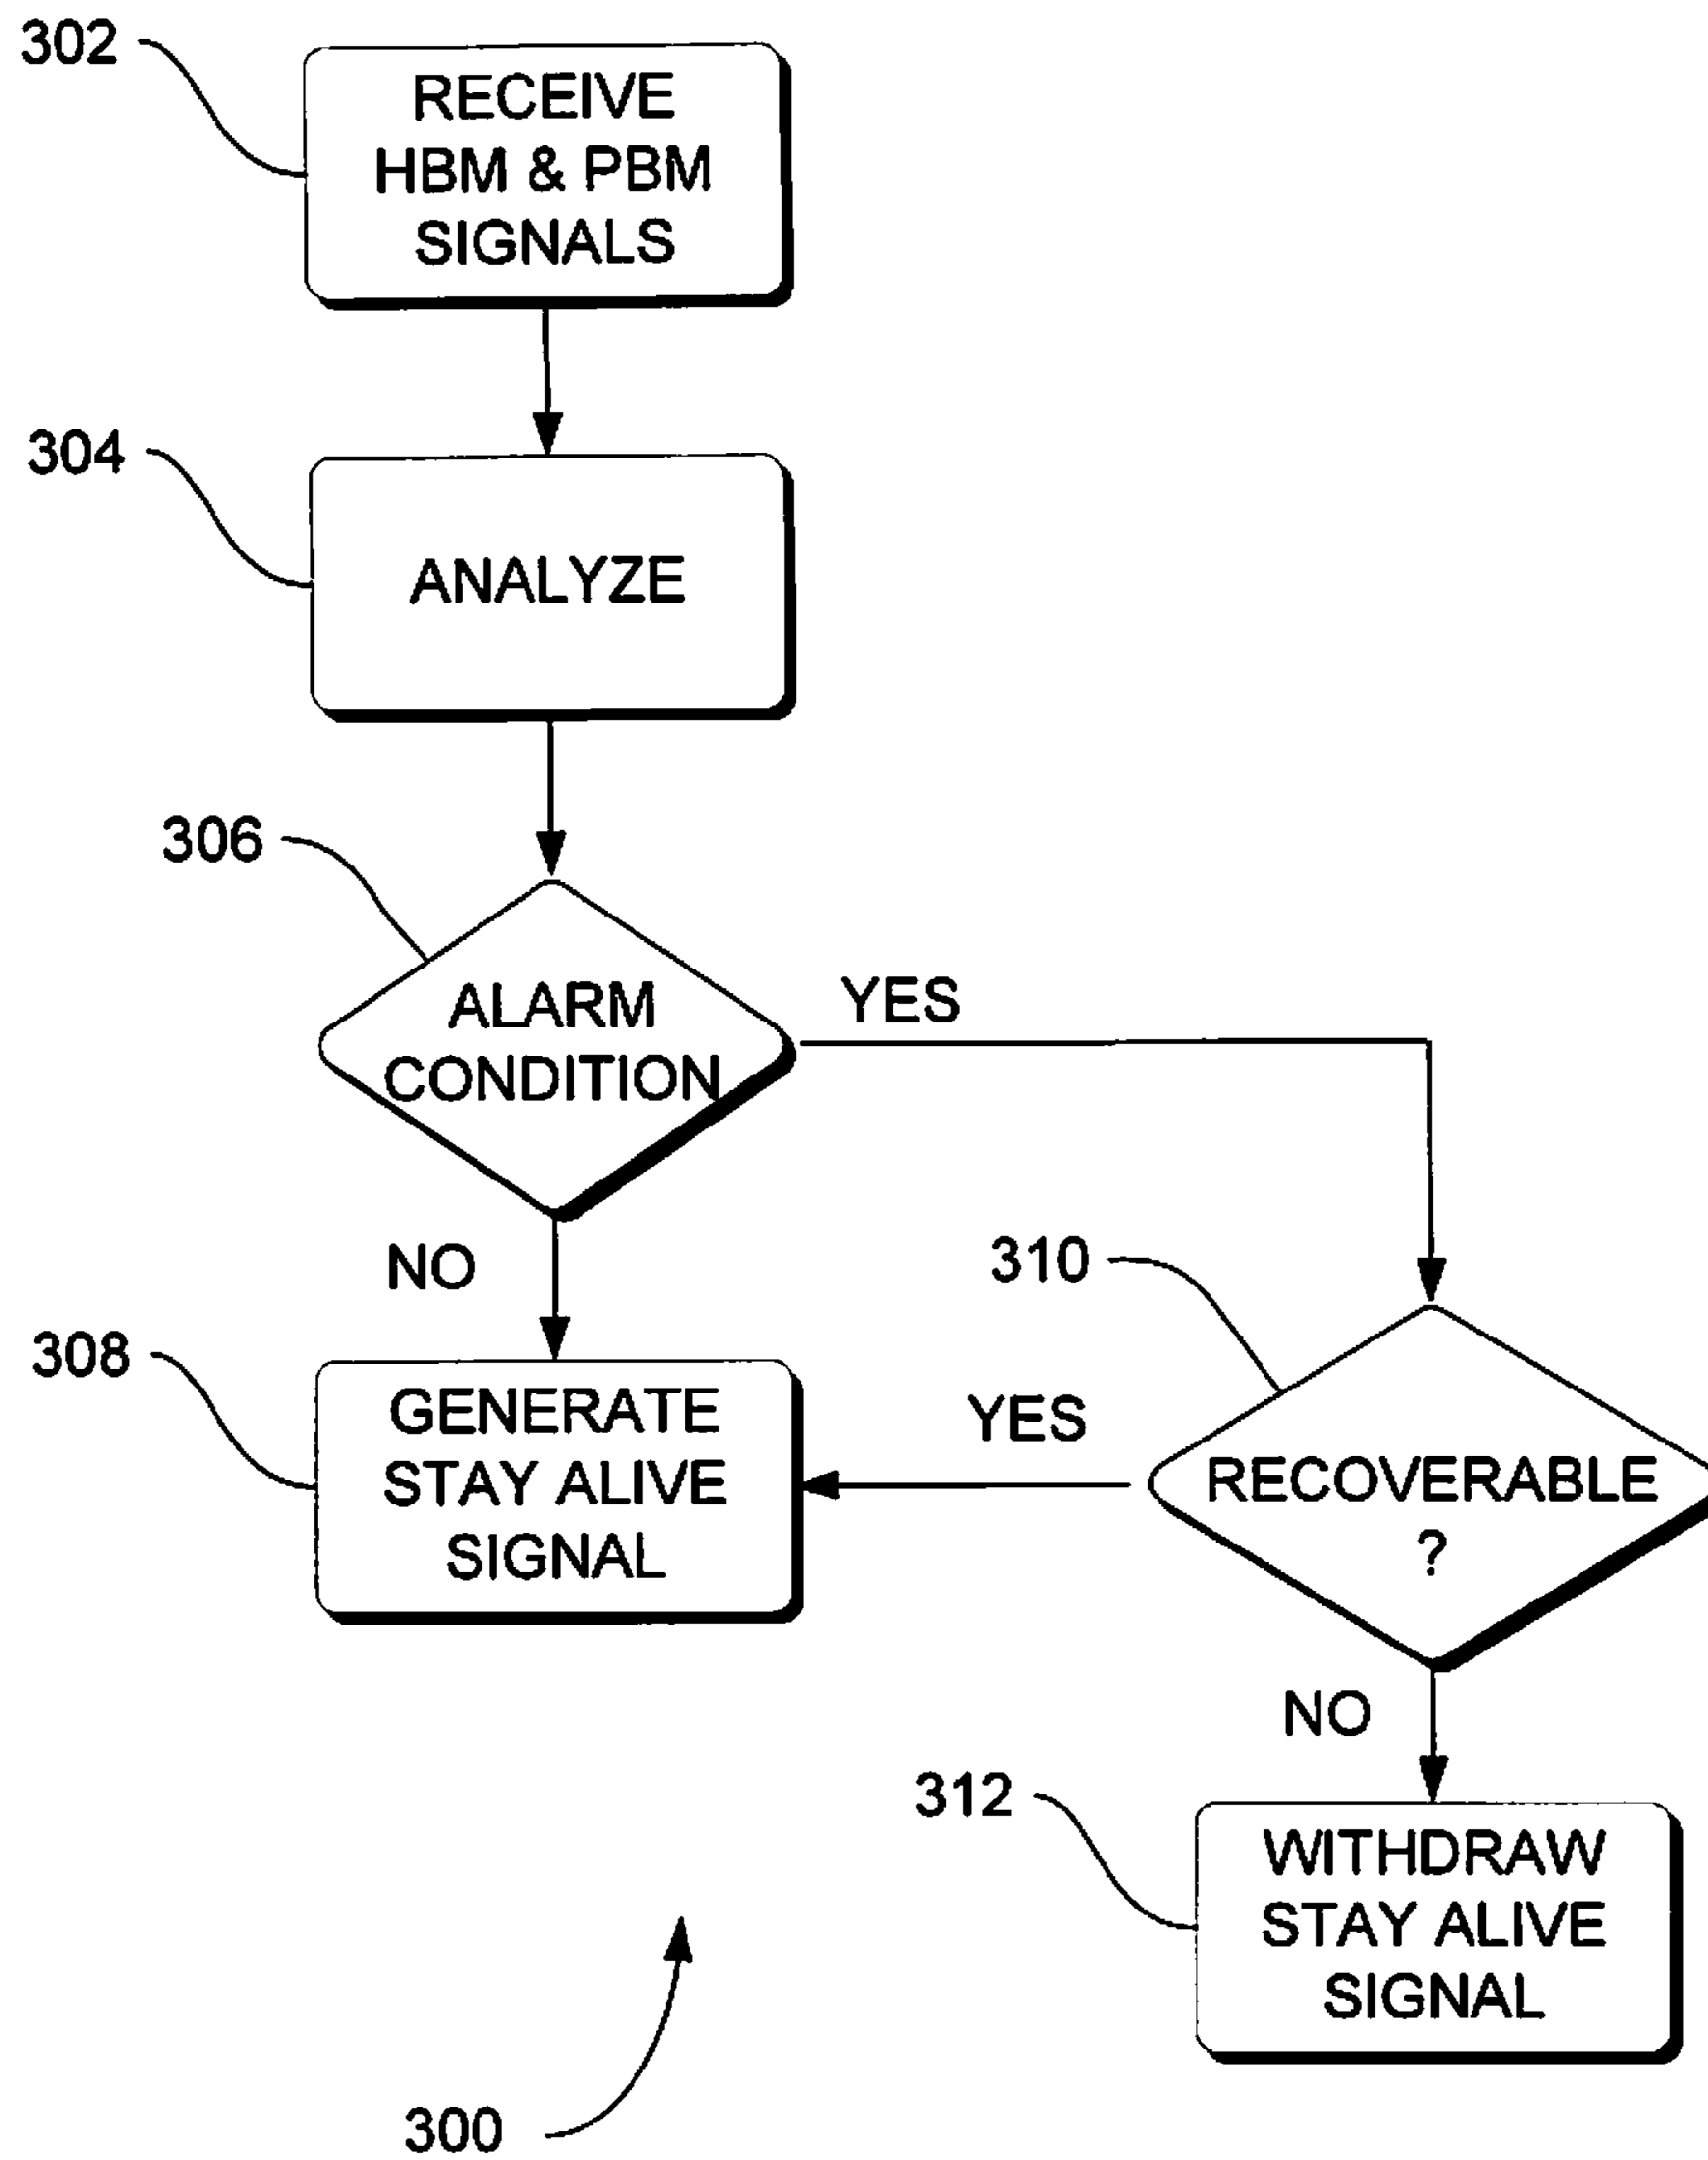 302
RECEIVE
HBM & PBM
SIGNALS
304
ANALYZE
306
ALARM
CONDITION
YES
NO
308
GENERATE
STAY ALIVE
SIGNAL
310
YES
RECOVERABLE
?
NO
312
WITHDRAW
STAY ALIVE
SIGNAL
300